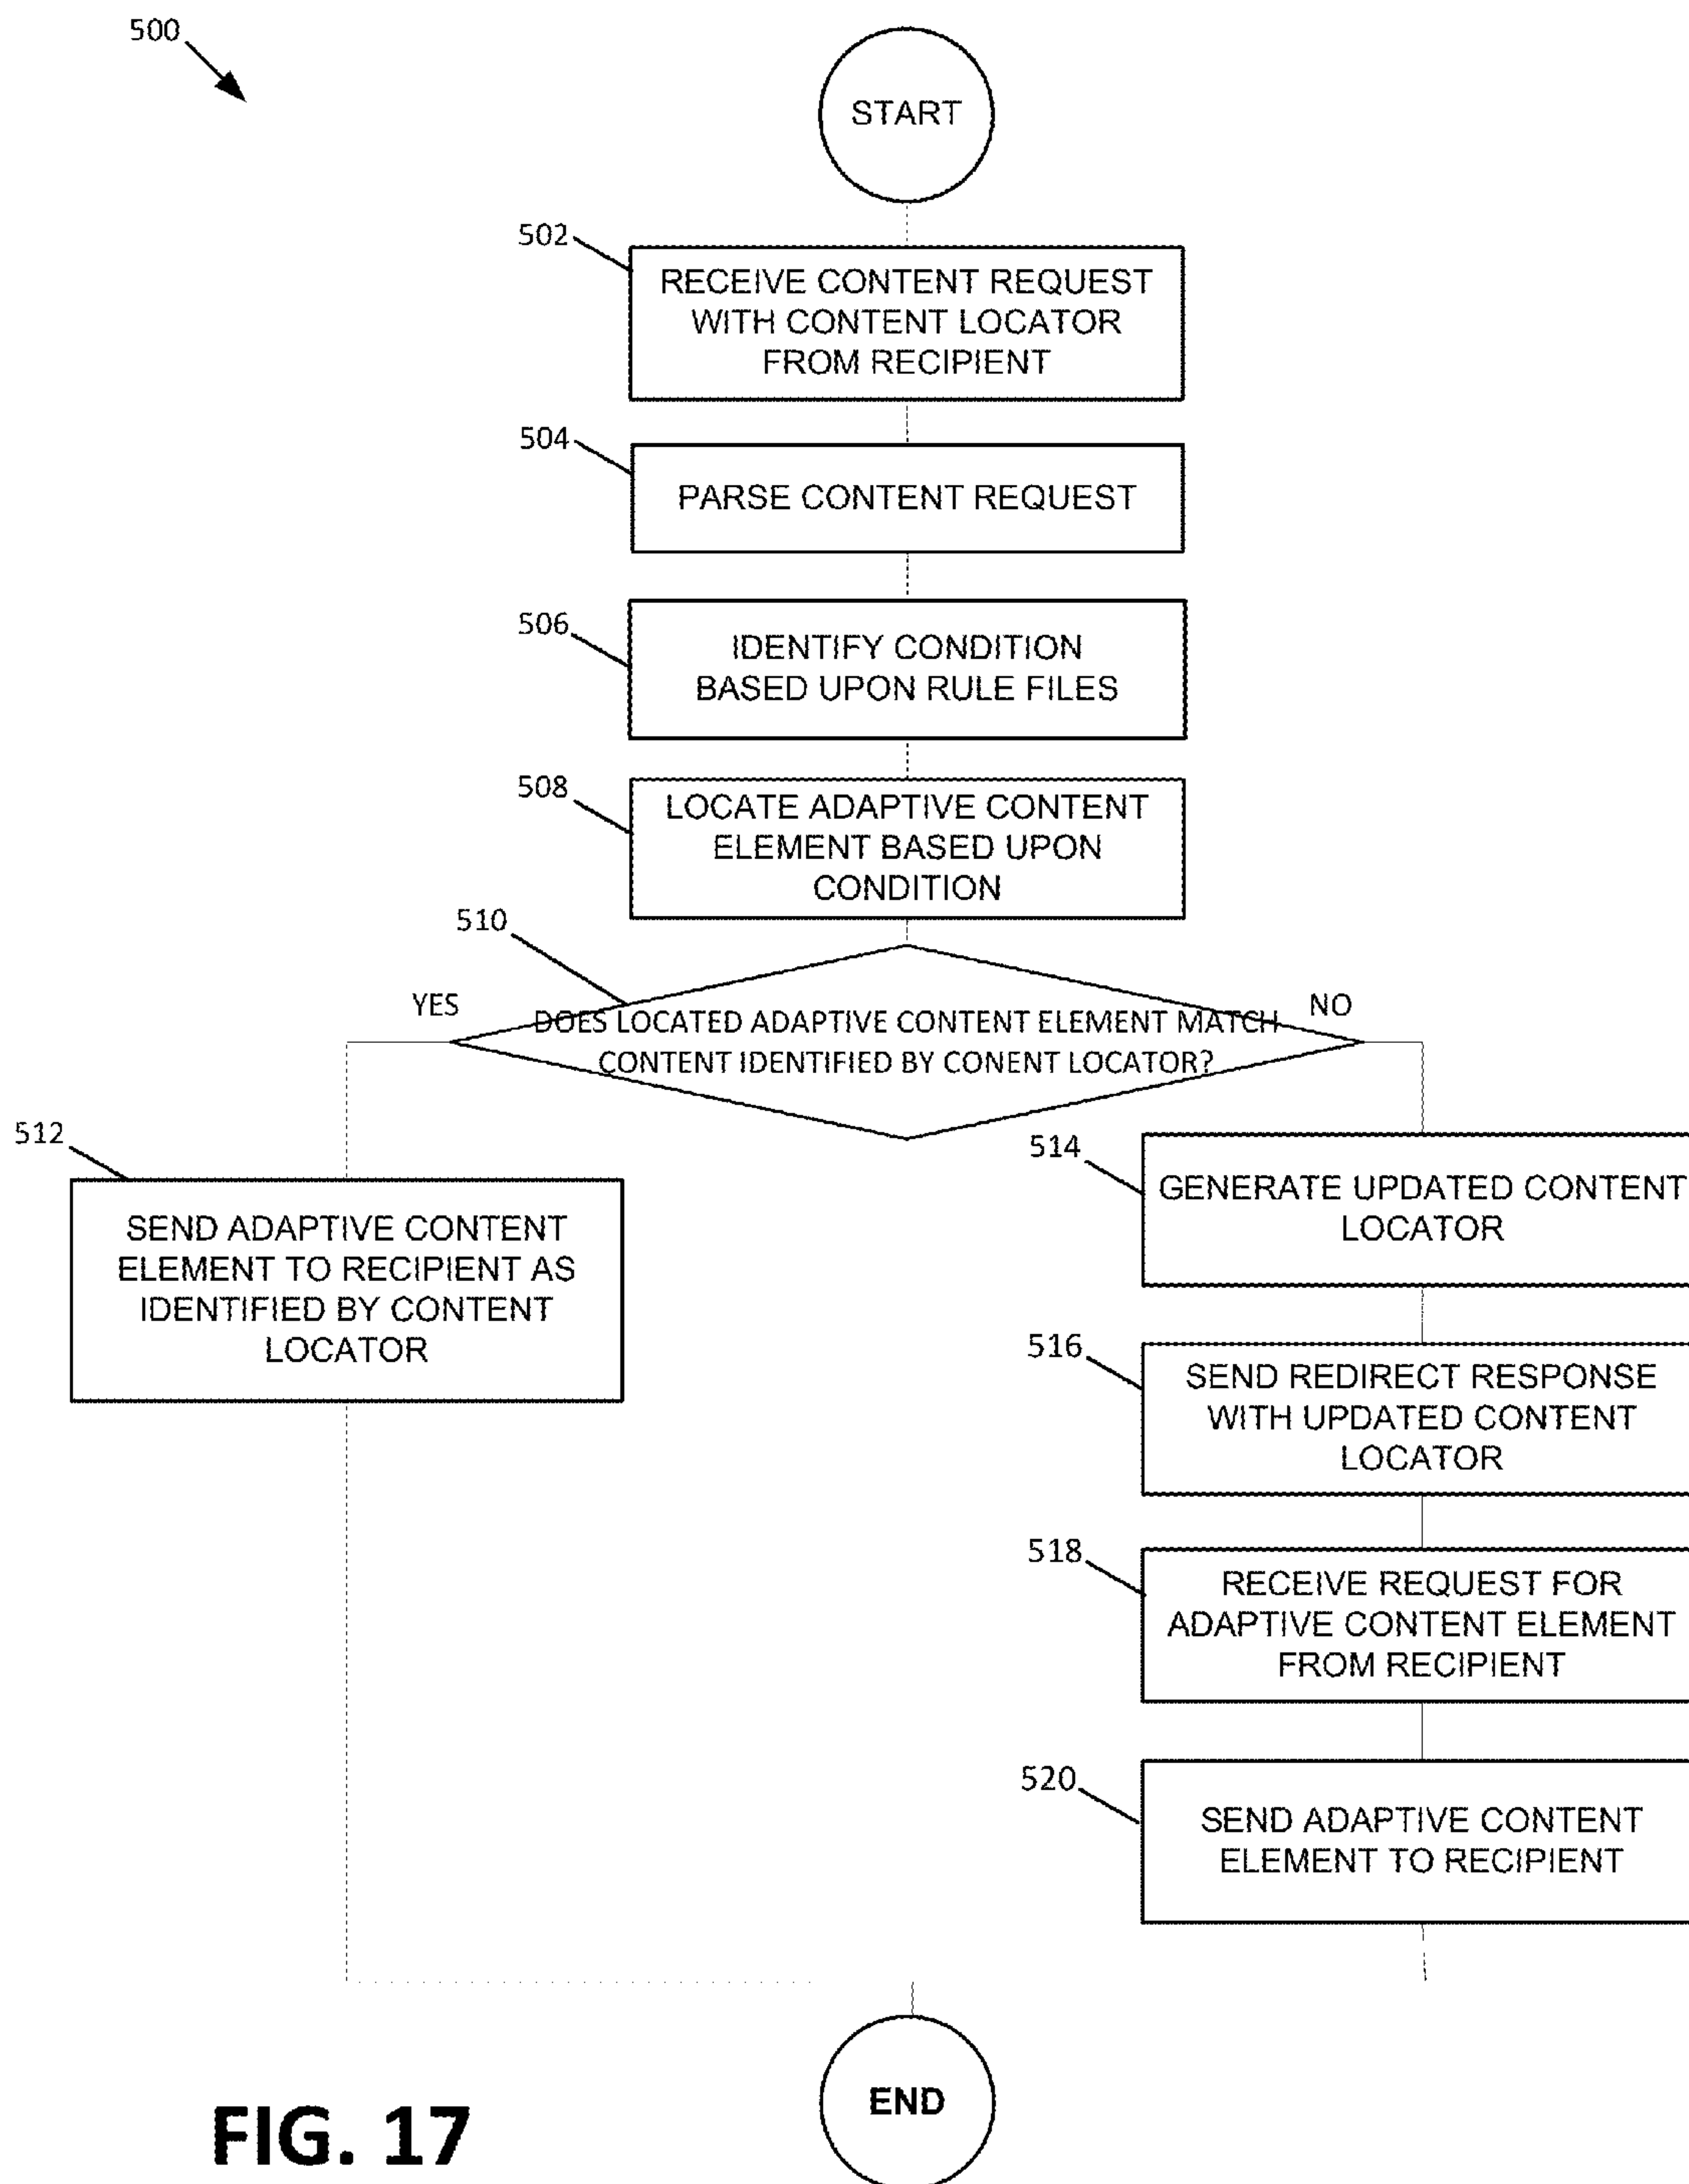 500
START
502
RECEIVE CONTENT REQUEST
WITH CONTENT LOCATOR
FROM RECIPIENT
504
PARSE CONTENT REQUEST
506
IDENTIFY CONDITION
BASED UPON RULE FILES
508
LOCATE ADAPTIVE CONTENT
ELEMENT BASED UPON
CONDITION
510
YES
NO
DOES LOCATED ADAPTIVE CONTENT ELEMENT MATCH
CONTENT IDENTIFIED BY CONENT LOCATOR?
512
SEND ADAPTIVE CONTENT
ELEMENT TO RECIPIENT AS
IDENTIFIED BY CONTENT
LOCATOR
514
GENERATE UPDATED CONTENT
LOCATOR
516
SEND REDIRECT RESPONSE
WITH UPDATED CONTENT
LOCATOR
518
RECEIVE REQUEST FOR
ADAPTIVE CONTENT ELEMENT
FROM RECIPIENT
520
SEND ADAPTIVE CONTENT
ELEMENT TO RECIPIENT
END
FIG. 17